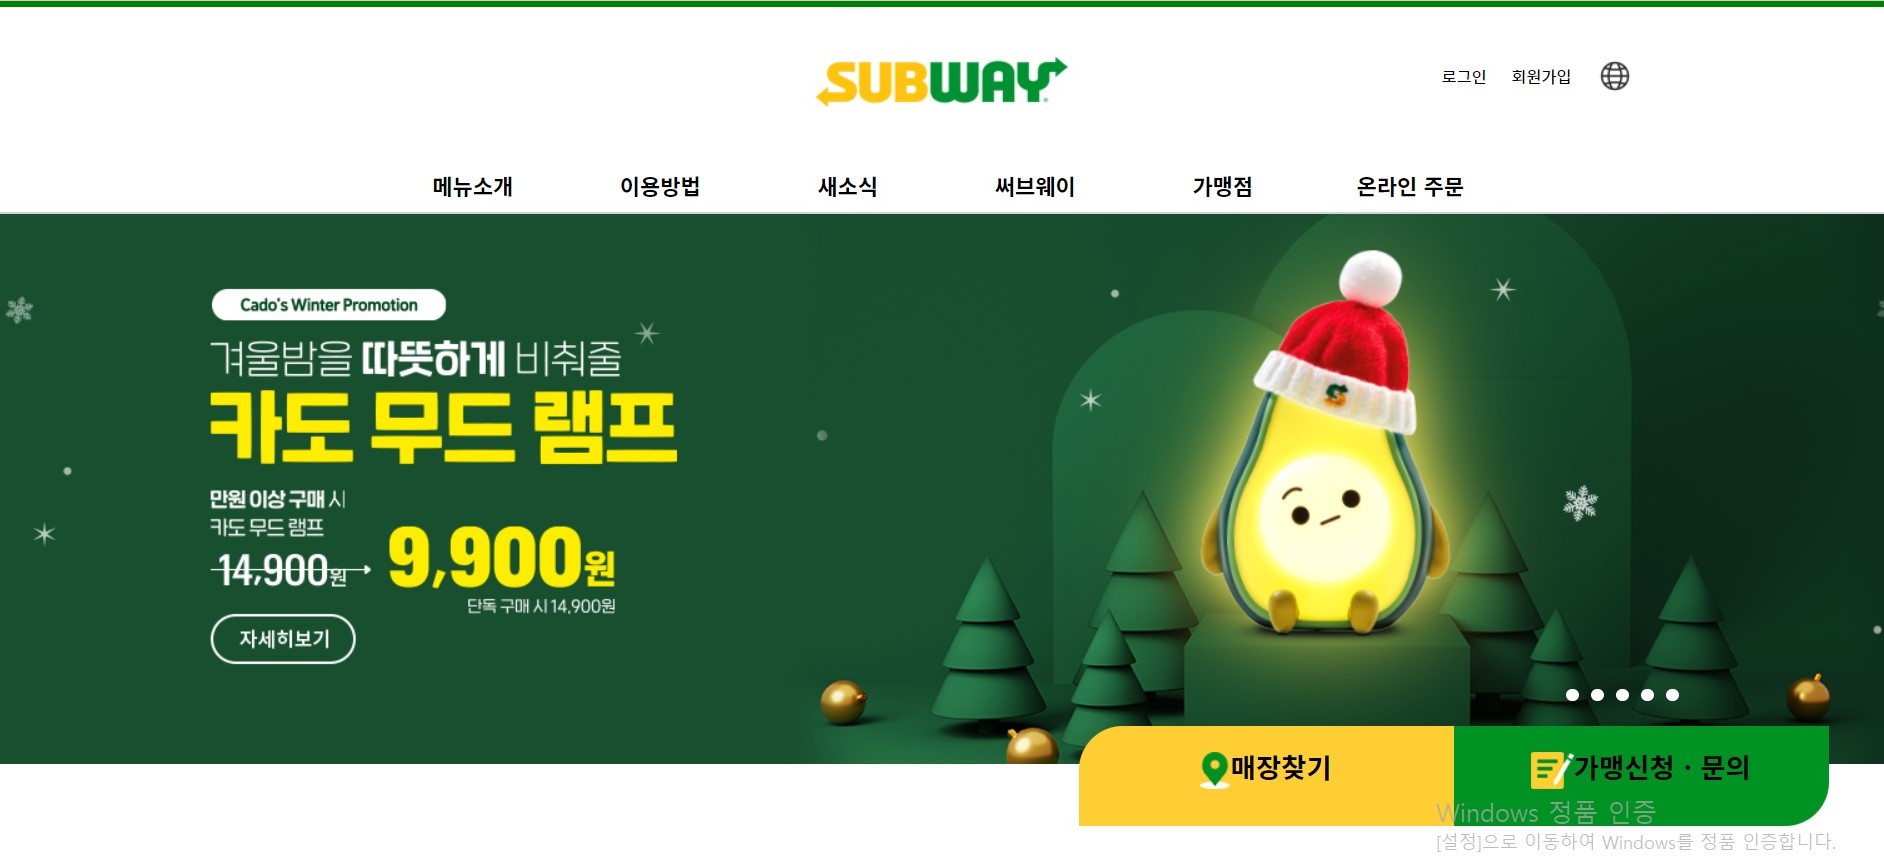 SUBWAY
로그인 회원가입
메뉴소개 이용방법 새소식 써브웨이 가맹점 온라인 주문
Cado's Winter Promotion
겨울밤을 따뜻하게 비춰줄
카도 무드 램프
만원 이상 구매 시
카도 무드 램프
14,900원 9,900원
단독 구매 시 14,900원
자세히보기
매장찾기 가맹신청 · 문의
Windows 정품 인증
[설정]으로 이동하여 Windows를 정품 인증합니다.